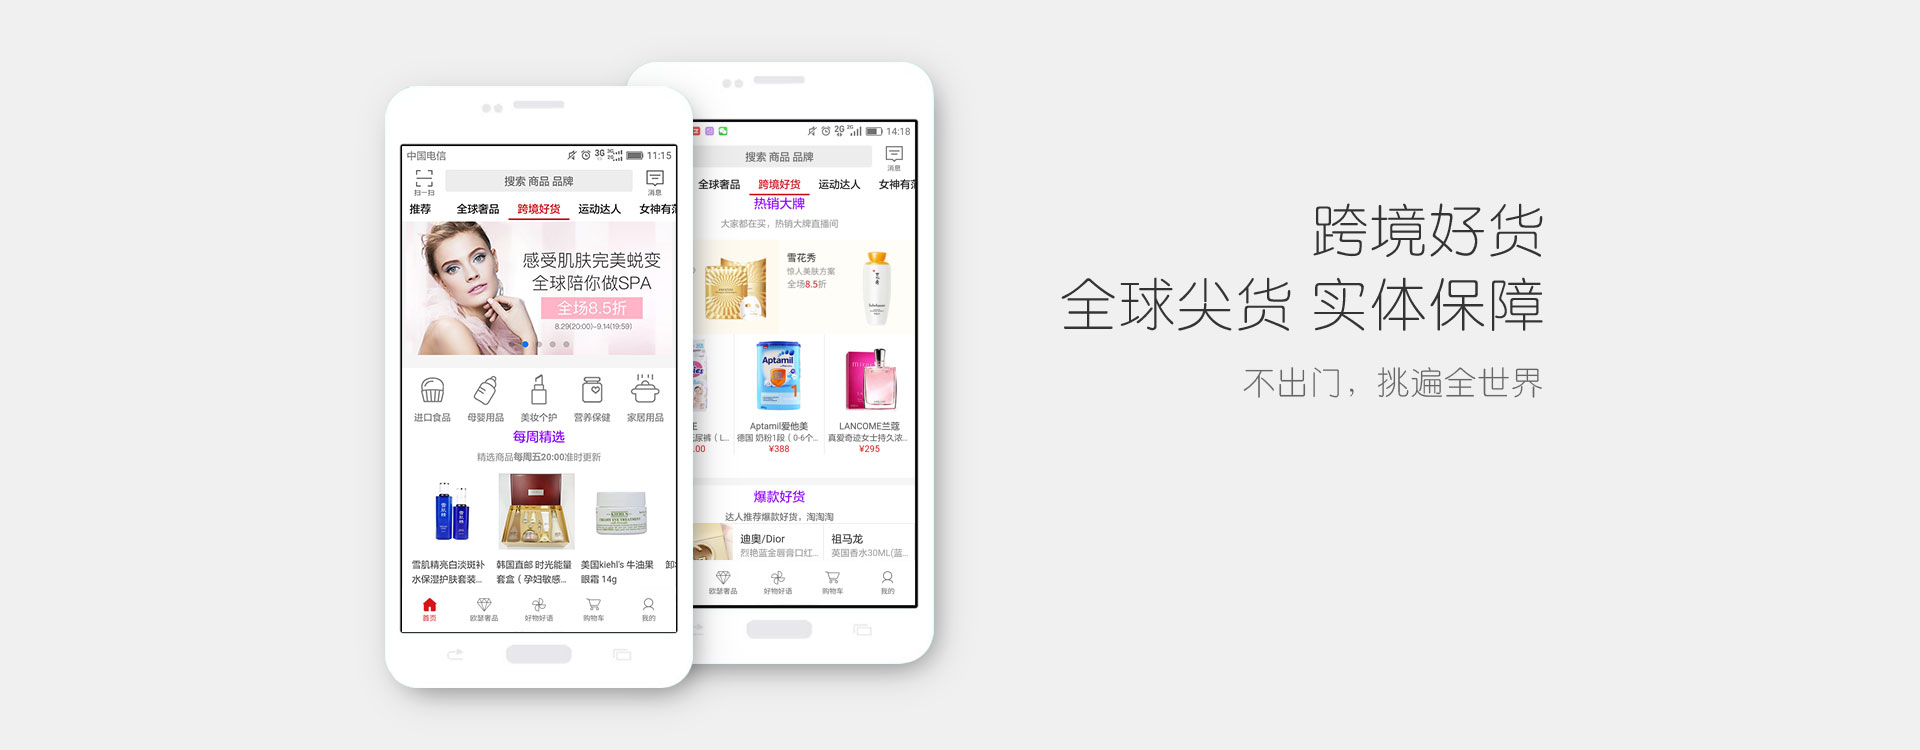 中国电信
3G
11:15
扫一扫
搜索 商品 品牌
消息
推荐 全球奢品 跨境好货 运动达人 女神有范
感受肌肤完美蜕变
全球陪你做SPA
全场8.5折
8.29(20:00)-9.14(19:59)
进口食品 母婴用品 美妆个护 营养保健 家居用品
每周精选
精选商品每周五20:00准时更新
雪肌精亮白淡斑补
水保湿护肤套装...
韩国直邮 时光能量
套盒（孕妇敏感...
美国kiehl's 牛油果
眼霜 14g
首页 欧瑟奢品 好物好语 购物车 我的
2G
14:18
搜索 商品 品牌
消息
全球奢品 跨境好货 运动达人 女神有范
热销大牌
大家都在买，热销大牌直播间
雪花秀
惊人美肤方案
全场8.5折
Aptamil
尿裤（L...
.00
Aptamil爱他美
德国 奶粉1段（0-6个...
¥388
LANCOME兰蔻
真爱奇迹女士持久浓...
¥295
爆款好货
达人推荐爆款好货，淘淘淘
迪奥/Dior
烈艳蓝金唇膏口红...
祖马龙
英国香水30ML(蓝...
欧瑟奢品 好物好语 购物车 我的
跨境好货
全球尖货 实体保障
不出门，挑遍全世界